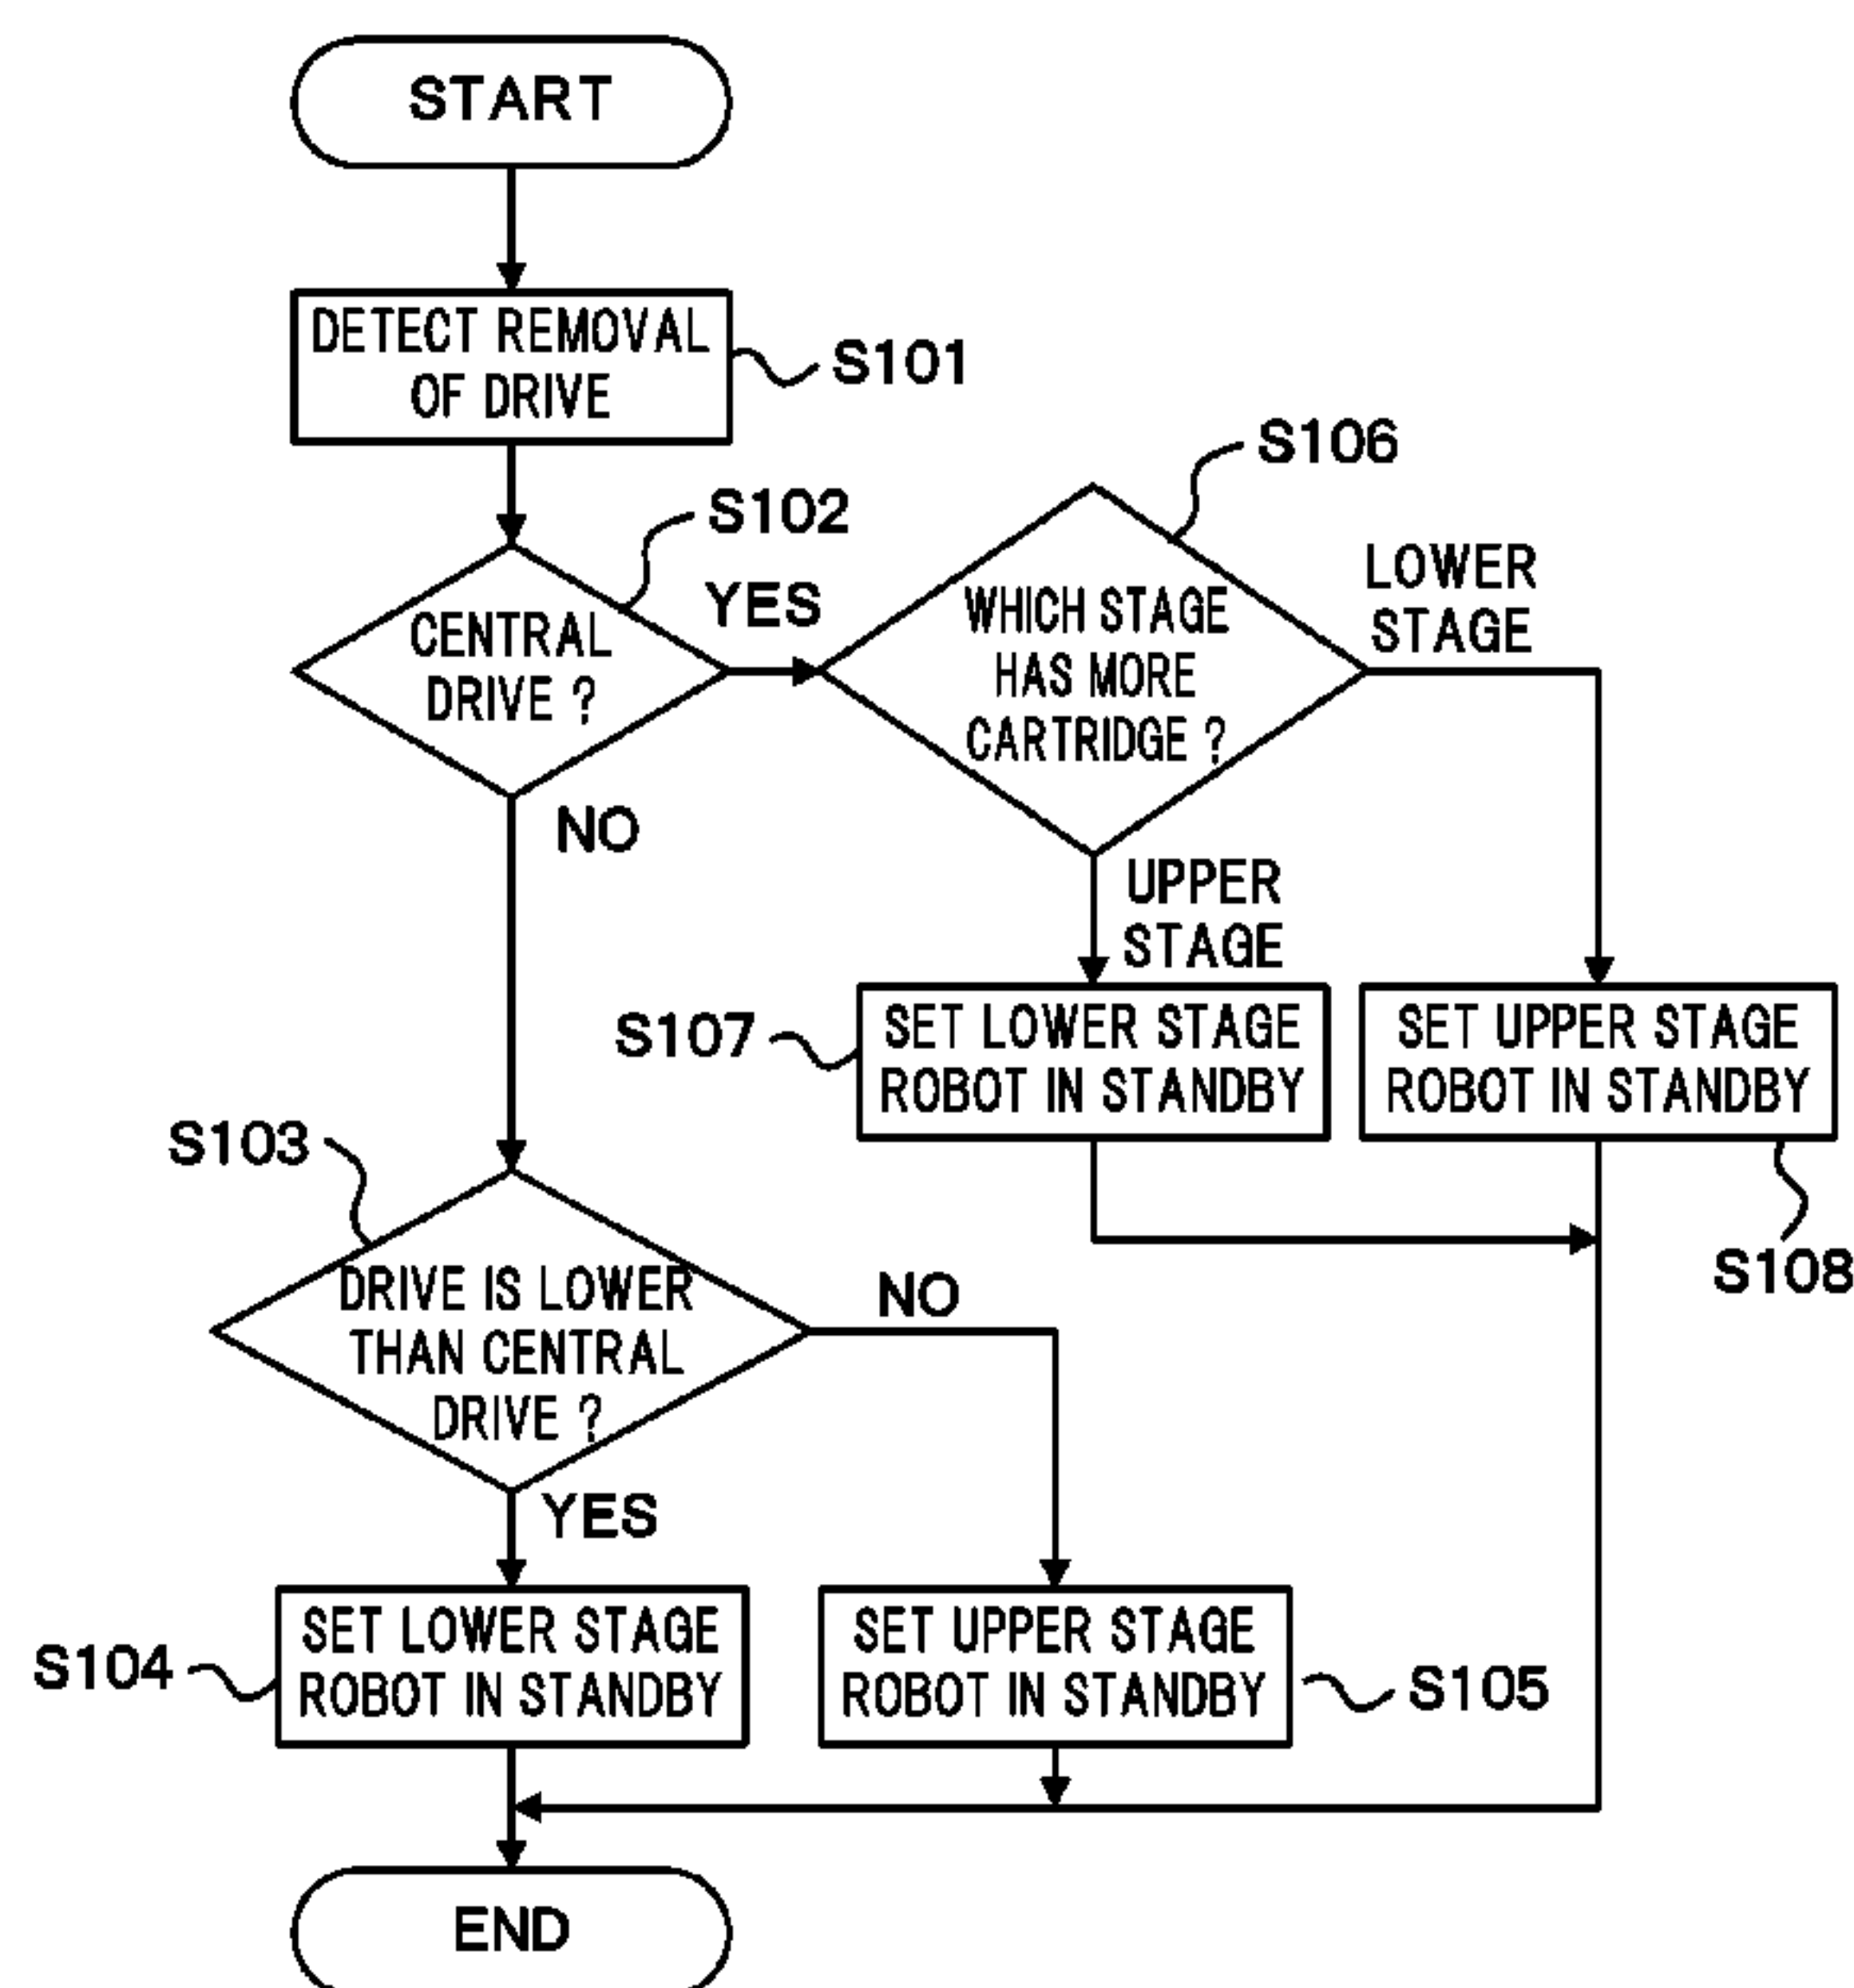 START
DETECT REMOVAL
OF DRIVE
S101
S102
CENTRAL
DRIVE ?
YES
NO
S106
WHICH STAGE
HAS MORE
CARTRIDGE ?
LOWER
STAGE
UPPER
STAGE
S107
SET LOWER STAGE
ROBOT IN STANDBY
SET UPPER STAGE
ROBOT IN STANDBY
S108
S103
DRIVE IS LOWER
THAN CENTRAL
DRIVE ?
NO
YES
S104
SET LOWER STAGE
ROBOT IN STANDBY
SET UPPER STAGE
ROBOT IN STANDBY
S105
END